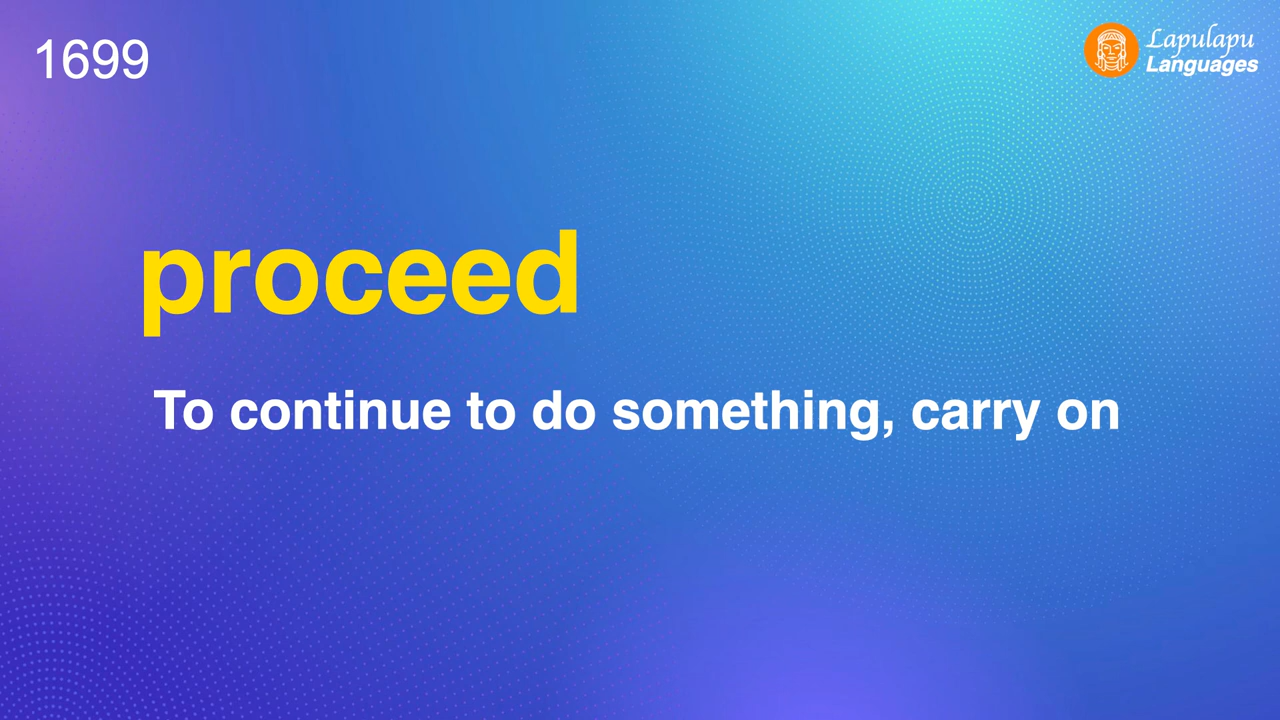 1699
Lapulapu
Languages
proceed
To continue to do something, carry on